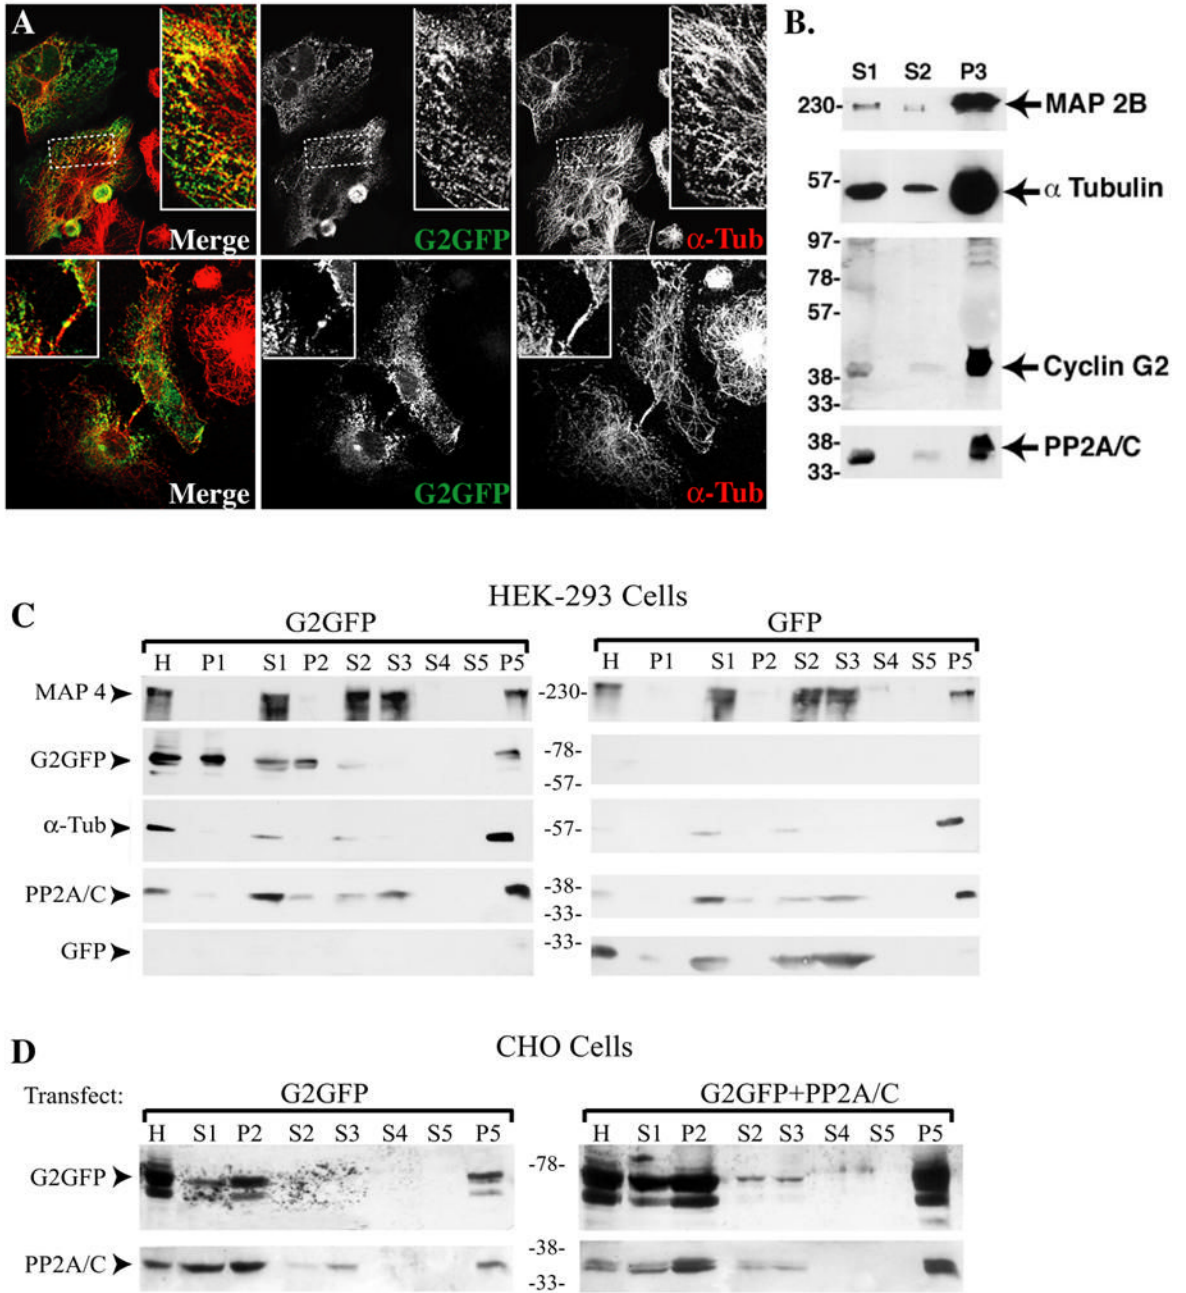 A
Merge G2GFP α-Tub
Merge G2GFP α-Tub
B.
S1 S2 P3
230- MAP 2B
57- α Tubulin
97-
78-
57-
38- Cyclin G2
33-
38- PP2A/C
33-
C HEK-293 Cells
G2GFP GFP
H P1 S1 P2 S2 S3 S4 S5 P5 H P1 S1 P2 S2 S3 S4 S5 P5
MAP 4 -230-
G2GFP -78-
-57-
α-Tub -57-
PP2A/C -38-
-33-
GFP -33-
D CHO Cells
Transfect: G2GFP G2GFP+PP2A/C
H S1 P2 S2 S3 S4 S5 P5 H S1 P2 S2 S3 S4 S5 P5
G2GFP -78-
PP2A/C -38-
-33-